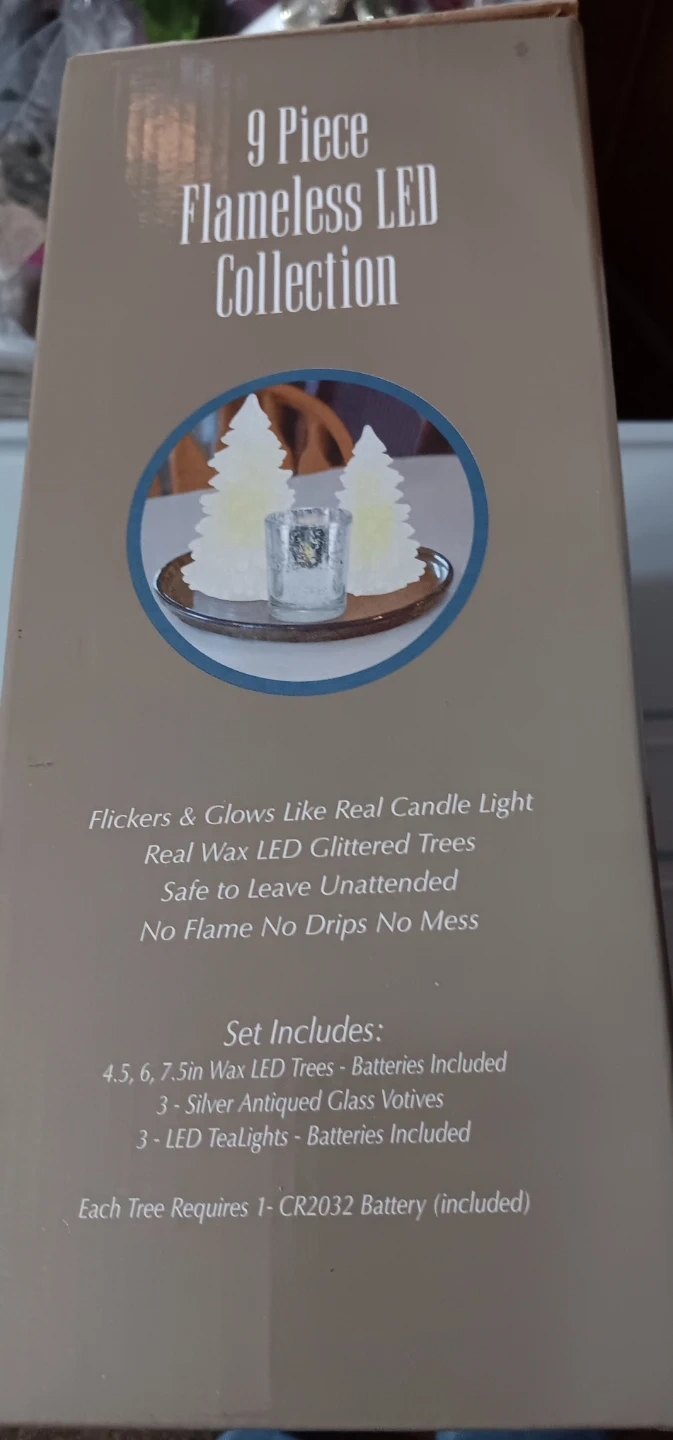 9 Piece
Flameless LED
Collection
Flickers & Glows Like Real Candle Light
Real Wax LED Glittered Trees
Safe to Leave Unattended
No Flame No Drips No Mess
Set Includes:
4.5, 6, 7.5in Wax LED Trees - Batteries Included
3 - Silver Antiqued Glass Votives
3 - LED TeaLights - Batteries Included
Each Tree Requires 1- CR2032 Battery (included)